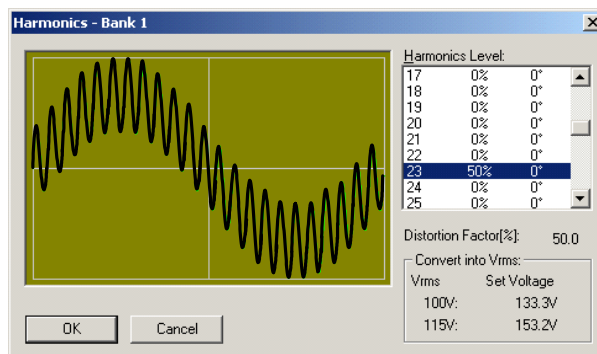 Harmonics - Bank 1
Harmonics Level:
17 0% 0°
18 0% 0°
19 0% 0°
20 0% 0°
21 0% 0°
22 0% 0°
23 50% 0°
24 0% 0°
25 0% 0°
Distortion Factor[%]: 50.0
Convert into Vrms:
Vrms Set Voltage
100V: 133.3V
115V: 153.2V
OK Cancel